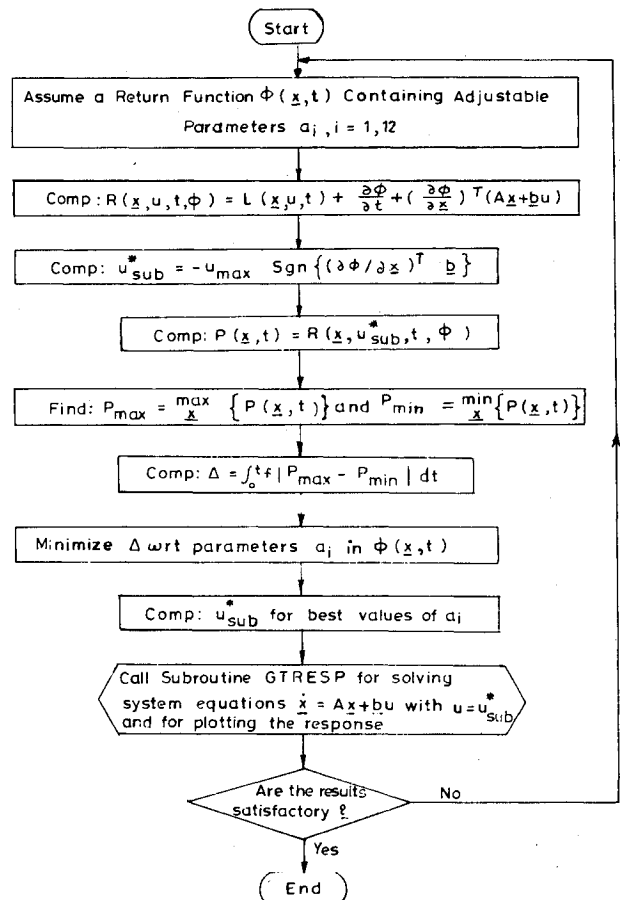 Start
Assume a Return Function ϕ(x̲,t) Containing Adjustable
Parameters aᵢ, i = 1,12
Comp: R(x̲,u,t,ϕ) = L(x̲,u,t) + ∂ϕ/∂t + (∂ϕ/∂x̲)ᵀ(Ax̲+b̲u)
Comp: u*sub = -umax Sgn{(∂ϕ/∂x̲)ᵀ b̲}
Comp: P(x̲,t) = R(x̲,u*sub,t,ϕ)
Find: Pmax = max x̲ {P(x̲,t)} and Pmin = min x̲ {P(x̲,t)}
Comp: Δ = ∫₀tf |Pmax - Pmin| dt
Minimize Δ wrt parameters aᵢ in ϕ(x̲,t)
Comp: u*sub for best values of aᵢ
Call Subroutine GTRESP for solving
system equations ẋ̲ = Ax̲+b̲u with u=u*sub
and for plotting the response
Are the results
satisfactory ?
No
Yes
End